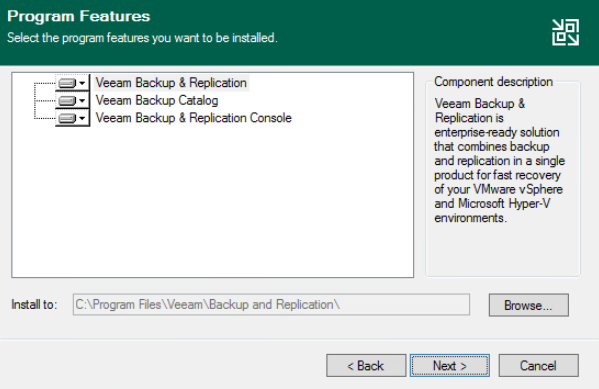 Program Features
Select the program features you want to be installed.
Veeam Backup & Replication
Veeam Backup Catalog
Veeam Backup & Replication Console
Component description
Veeam Backup &
Replication is
enterprise-ready solution
that combines backup
and replication in a single
product for fast recovery
of your VMware vSphere
and Microsoft Hyper-V
environments.
Install to:
C:\Program Files\Veeam\Backup and Replication\
Browse...
< Back
Next >
Cancel